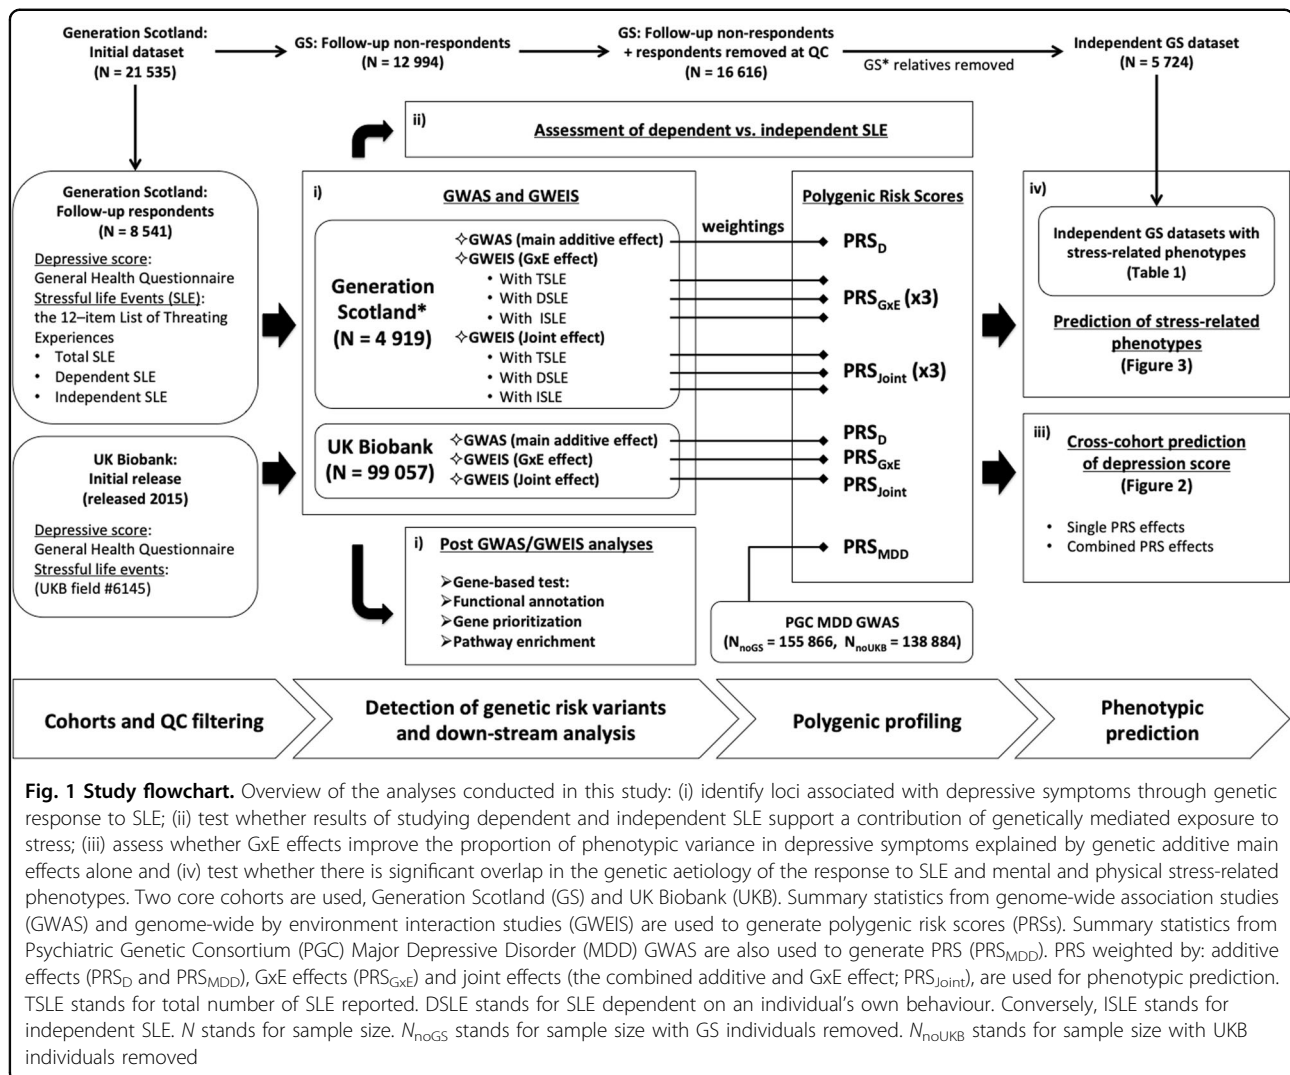 Generation Scotland:
Initial dataset
(N = 21 535)
GS: Follow-up non-respondents
(N = 12 994)
GS: Follow-up non-respondents
+ respondents removed at QC
(N = 16 616)
GS* relatives removed
Independent GS dataset
(N = 5 724)
ii)
Assessment of dependent vs. independent SLE
Generation Scotland:
Follow-up respondents
(N = 8 541)
Depressive score:
General Health Questionnaire
Stressful life Events (SLE):
the 12–item List of Threating
Experiences
• Total SLE
• Dependent SLE
• Independent SLE
UK Biobank:
Initial release
(released 2015)
Depressive score:
General Health Questionnaire
Stressful life events:
(UKB field #6145)
i)
GWAS and GWEIS
Generation
Scotland*
(N = 4 919)
✧GWAS (main additive effect)
✧GWEIS (GxE effect)
• With TSLE
• With DSLE
• With ISLE
✧GWEIS (Joint effect)
• With TSLE
• With DSLE
• With ISLE
UK Biobank
(N = 99 057)
✧GWAS (main additive effect)
✧GWEIS (GxE effect)
✧GWEIS (Joint effect)
weightings
i)
Post GWAS/GWEIS analyses
➢Gene-based test:
➢Functional annotation
➢Gene prioritization
➢Pathway enrichment
Polygenic Risk Scores
PRSD
PRSGxE (x3)
PRSJoint (x3)
PRSD
PRSGxE
PRSJoint
PRSMDD
PGC MDD GWAS
(NnoGS = 155 866, NnoUKB = 138 884)
iv)
Independent GS datasets with
stress-related phenotypes
(Table 1)
Prediction of stress-related
phenotypes
(Figure 3)
iii)
Cross-cohort prediction
of depression score
(Figure 2)
• Single PRS effects
• Combined PRS effects
Cohorts and QC filtering
Detection of genetic risk variants
and down-stream analysis
Polygenic profiling
Phenotypic
prediction
Fig. 1 Study flowchart. Overview of the analyses conducted in this study: (i) identify loci associated with depressive symptoms through genetic
response to SLE; (ii) test whether results of studying dependent and independent SLE support a contribution of genetically mediated exposure to
stress; (iii) assess whether GxE effects improve the proportion of phenotypic variance in depressive symptoms explained by genetic additive main
effects alone and (iv) test whether there is significant overlap in the genetic aetiology of the response to SLE and mental and physical stress-related
phenotypes. Two core cohorts are used, Generation Scotland (GS) and UK Biobank (UKB). Summary statistics from genome-wide association studies
(GWAS) and genome-wide by environment interaction studies (GWEIS) are used to generate polygenic risk scores (PRSs). Summary statistics from
Psychiatric Genetic Consortium (PGC) Major Depressive Disorder (MDD) GWAS are also used to generate PRS (PRSMDD). PRS weighted by: additive
effects (PRSD and PRSMDD), GxE effects (PRSGxE) and joint effects (the combined additive and GxE effect; PRSJoint), are used for phenotypic prediction.
TSLE stands for total number of SLE reported. DSLE stands for SLE dependent on an individual's own behaviour. Conversely, ISLE stands for
independent SLE. N stands for sample size. NnoGS stands for sample size with GS individuals removed. NnoUKB stands for sample size with UKB
individuals removed